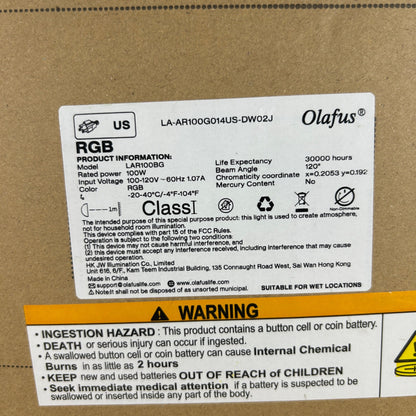 US
LA-AR100G014US-DW02J
Olafus®
RGB
PRODUCT INFORMATION:
Model LAR100BG
Rated power 100W
Input Voltage 100-120V~60Hz 1.07A
Color RGB
-20-40°C/-4°F-104°F
Life Expectancy 30000 hours
Beam Angle 120°
Chromaticity coordinate x=0.2053 y=0.192
Dimmable No
1m
Class I
The intended purpose of this special purpose product: this light is used to create atmosphere,
not for household room illumination.
This device complies with part 15 of the FCC Rules.
Operation is subject to the following two conditions:
(1) This device may not cause harmful interference, and
(2) This device must accept any interference received, including interference
that may cause undesired operation.
HK JW Illumination Co., Limited
Unit 616, 6/F., Kam Teem Industrial Building, 135 Connaught Road West, Sai Wan Hong Kong
Made in China
support@olafuslife.com www.olafuslife.com
Do not dispose of this device as unsorted municipal.
SUITABLE FOR WET LOCATIONS
WARNING
• INGESTION HAZARD: This product contains a button cell or coin battery.
• DEATH or serious injury can occur if ingested.
• A swallowed button cell or coin battery can cause Internal Chemical
Burns in as little as 2 hours
• KEEP new and used batteries OUT OF REACH of CHILDREN
• Seek immediate medical attention if a battery is suspected to be
swallowed or inserted inside any part of the body.